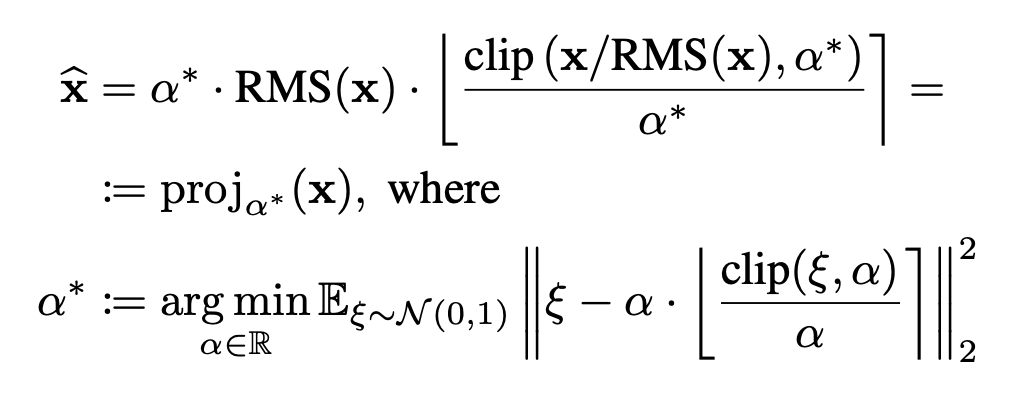 x̂ = α* · RMS(x) · ⌊clip (x/RMS(x), α*) / α*⌉ =
:= proj_α* (x), where
α* := arg min_{α∈ℝ} 𝔼_{ξ∼𝒩(0,1)} ‖ξ − α · ⌊clip(ξ, α) / α⌉‖₂²